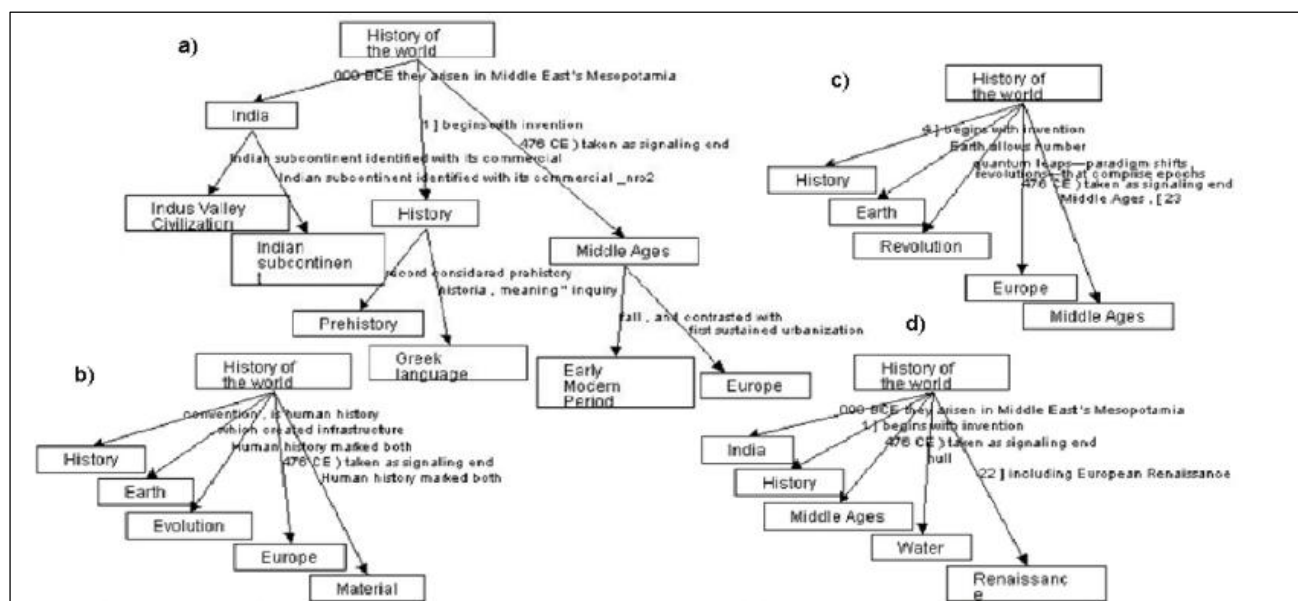 a)
History of
the world
000 BCE they arisen in Middle East's Mesopotamia
India
1 ] begins with invention
476 CE ) taken as signaling end
Indian subcontinent identified with its commercial
Indian subcontinent identified with its commercial _nro2
Indus Valley
Civilization
Indian
subcontinen
t
History
Middle Ages
record considered prehistory
historia , meaning " inquiry
Prehistory
Greek
language
fall , and contrasted with
first sustained urbanization
Early
Modern
Period
Europe
b)
History of
the world
convention', is human history
which created infrastructure
Human history marked both
476 CE ) taken as signaling end
Human history marked both
History
Earth
Evolution
Europe
Material
c)
History of
the world
4 ] begins with invention
Earth allows number
quantum leaps—paradigm shifts,
revolutions—that comprise epochs
476 CE ) taken as signaling end
Middle Ages , [ 23
History
Earth
Revolution
Europe
Middle Ages
d)
History of
the world
000 BCE they arisen in Middle East's Mesopotamia
1 ] begins with invention
476 CE ) taken as signaling end
null
22 ] including European Renaissance
India
History
Middle Ages
Water
Renaissanc
e